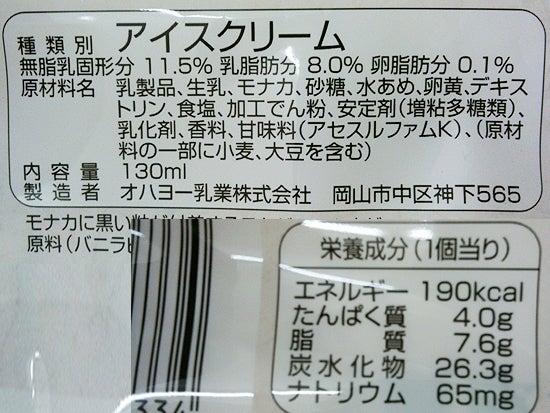 種類別 アイスクリーム
無脂乳固形分 11.5% 乳脂肪分 8.0% 卵脂肪分 0.1%
原材料名 乳製品、生乳、モナカ、砂糖、水あめ、卵黄、デキス
トリン、食塩、加工でん粉、安定剤(増粘多糖類)、
乳化剤、香料、甘味料(アセスルファムK)、(原材
料の一部に小麦、大豆を含む)
内容量 130ml
製造者 オハヨー乳業株式会社 岡山市中区神下565
モナカに黒い
原料(バニラ
栄養成分(1個当り)
エネルギー 190kcal
たんぱく質 4.0g
脂質 7.6g
炭水化物 26.3g
ナトリウム 65mg
334